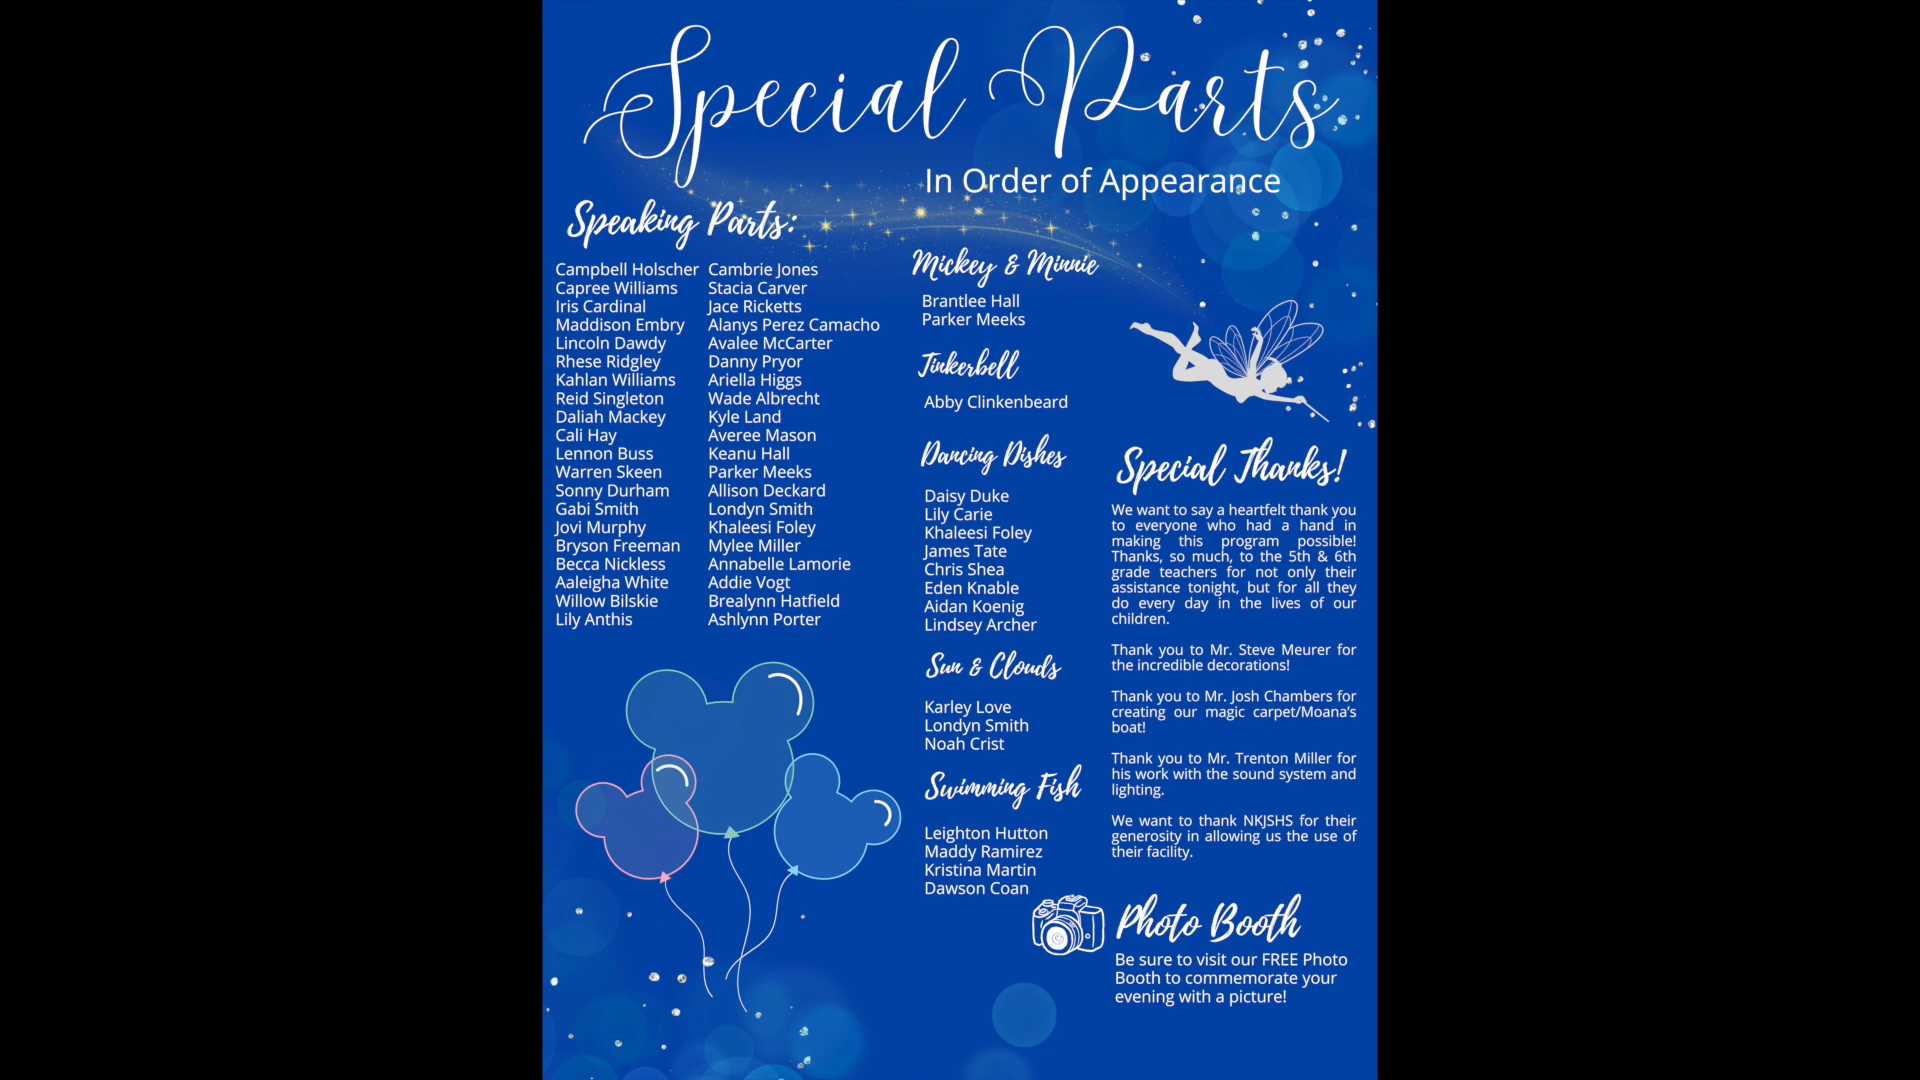 Special Parts
In Order of Appearance
Speaking Parts:
Campbell Holscher
Capree Williams
Iris Cardinal
Maddison Embry
Lincoln Dawdy
Rhese Ridgley
Kahlan Williams
Reid Singleton
Daliah Mackey
Cali Hay
Lennon Buss
Warren Skeen
Sonny Durham
Gabi Smith
Jovi Murphy
Bryson Freeman
Becca Nickless
Aaleigha White
Willow Bilskie
Lily Anthis
Cambrie Jones
Stacia Carver
Jace Ricketts
Alanys Perez Camacho
Avalee McCarter
Danny Pryor
Ariella Higgs
Wade Albrecht
Kyle Land
Averee Mason
Keanu Hall
Parker Meeks
Allison Deckard
Londyn Smith
Khaleesi Foley
Mylee Miller
Annabelle Lamorie
Addie Vogt
Brealynn Hatfield
Ashlynn Porter
Mickey & Minnie
Brantlee Hall
Parker Meeks
Tinkerbell
Abby Clinkenbeard
Dancing Dishes
Daisy Duke
Lily Carie
Khaleesi Foley
James Tate
Chris Shea
Eden Knable
Aidan Koenig
Lindsey Archer
Sun & Clouds
Karley Love
Londyn Smith
Noah Crist
Swimming Fish
Leighton Hutton
Maddy Ramirez
Kristina Martin
Dawson Coan
Special Thanks!
We want to say a heartfelt thank you
to everyone who had a hand in
making this program possible!
Thanks, so much, to the 5th & 6th
grade teachers for not only their
assistance tonight, but for all they
do every day in the lives of our
children.
Thank you to Mr. Steve Meurer for
the incredible decorations!
Thank you to Mr. Josh Chambers for
creating our magic carpet/Moana's
boat!
Thank you to Mr. Trenton Miller for
his work with the sound system and
lighting.
We want to thank NKJSHS for their
generosity in allowing us the use of
their facility.
Photo Booth
Be sure to visit our FREE Photo
Booth to commemorate your
evening with a picture!